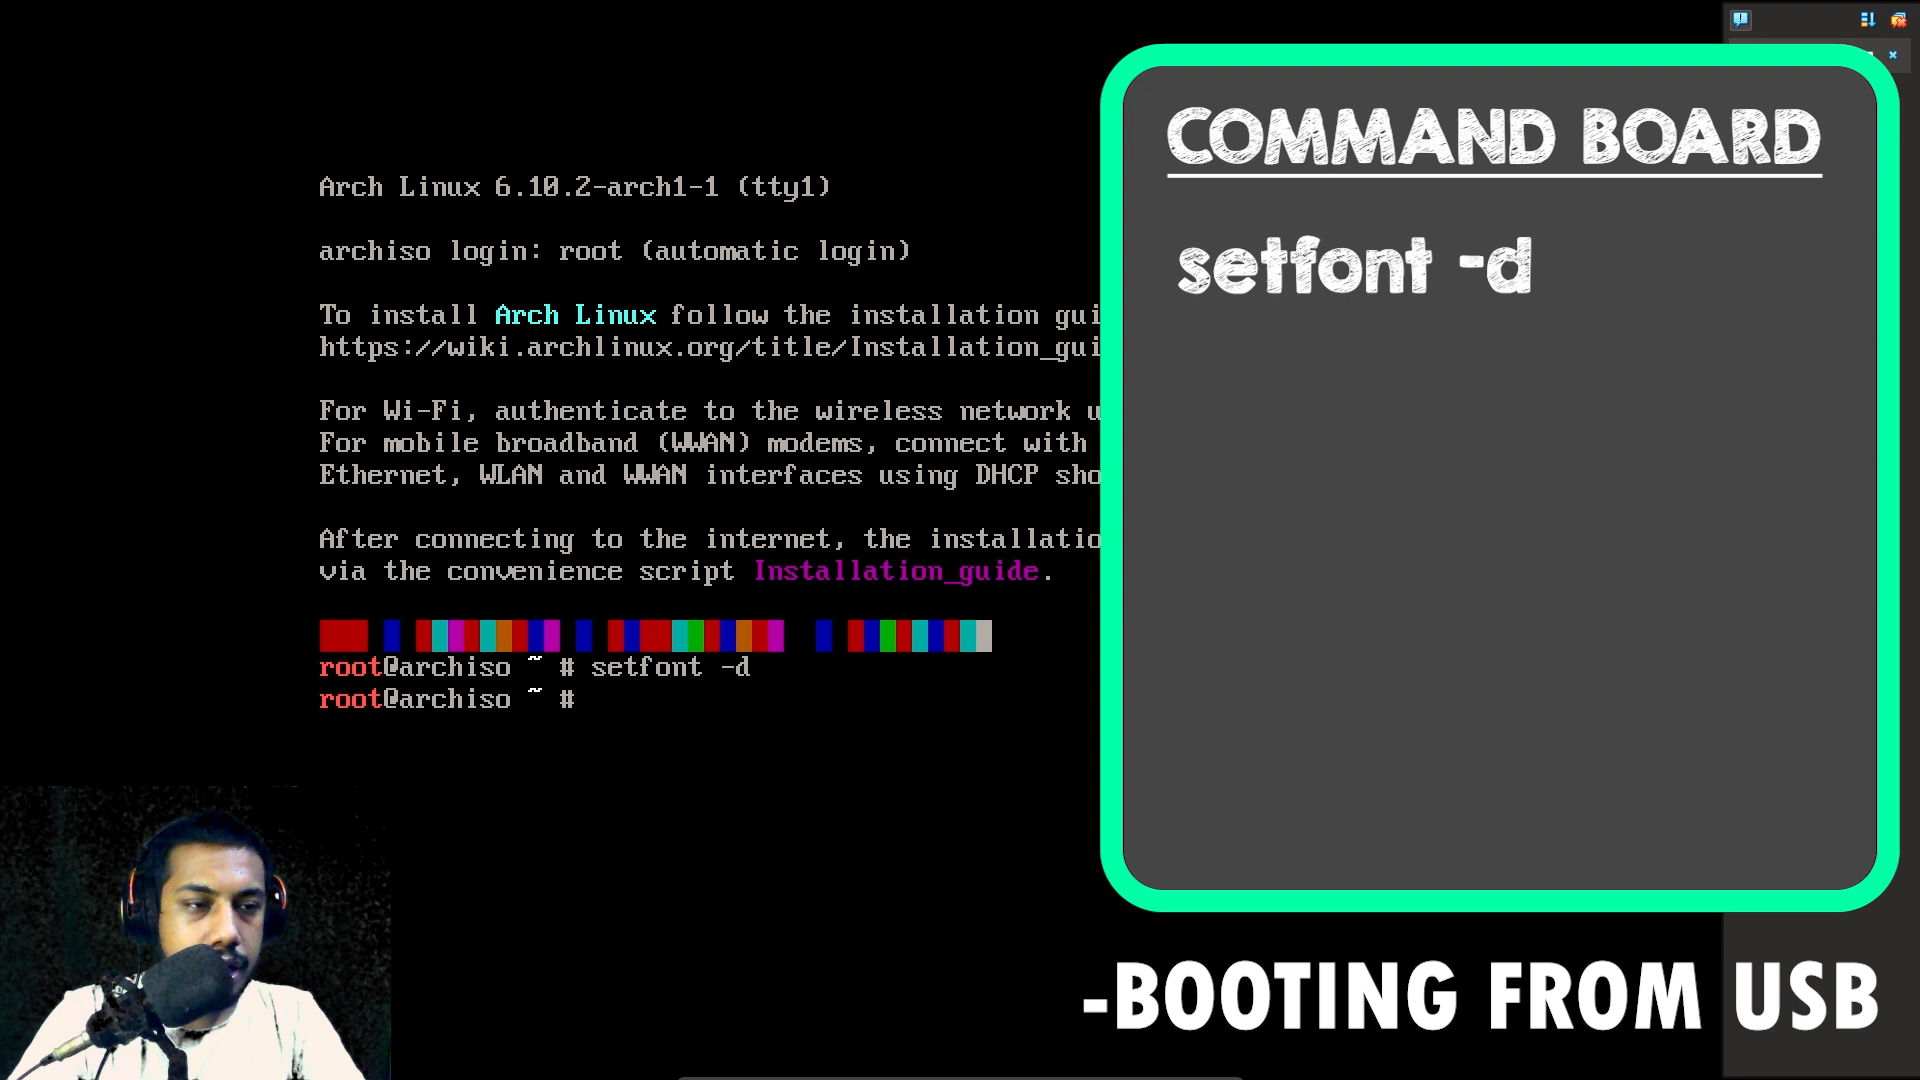 Arch Linux 6.10.2-arch1-1 (tty1)
archiso login: root (automatic login)
To install Arch Linux follow the installation gui
https://wiki.archlinux.org/title/Installation_gui
For Wi-Fi, authenticate to the wireless network u
For mobile broadband (WWAN) modems, connect with
Ethernet, WLAN and WWAN interfaces using DHCP sho
After connecting to the internet, the installatio
via the convenience script Installation_guide.
root@archiso ~ # setfont -d
root@archiso ~ #
COMMAND BOARD
setfont -d
-BOOTING FROM USB